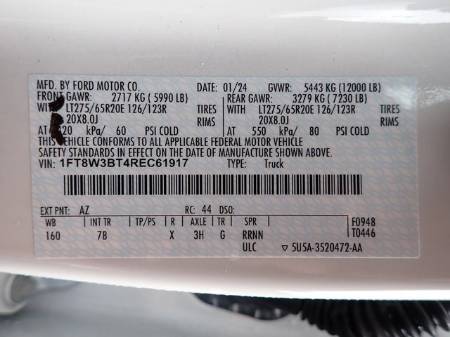 MFD. BY FORD MOTOR CO. 01/24 GVWR: 5443 KG (12000 LB)
FRONT GAWR: 2717 KG (5990 LB) REAR GAWR: 3279 KG (7230 LB)
WITH LT275/65R20E 126/123R TIRES WITH LT275/65R20E 126/123R TIRES
20X8.0J RIMS 20X8.0J RIMS
AT 20 kPa/ 60 PSI COLD AT 550 kPa/ 80 PSI COLD
THIS VEHICLE CONFORMS TO ALL APPLICABLE FEDERAL MOTOR VEHICLE
SAFETY STANDARDS IN EFFECT ON THE DATE OF MANUFACTURE SHOWN ABOVE.
VIN: 1FT8W3BT4REC61917 TYPE: Truck
EXT PNT: AZ RC: 44 DSO:
WB INT TR TP/PS R AXLE TR SPR F0948
160 78 X 3H G RRNN T0446
ULC 5U5A-3520472-AA